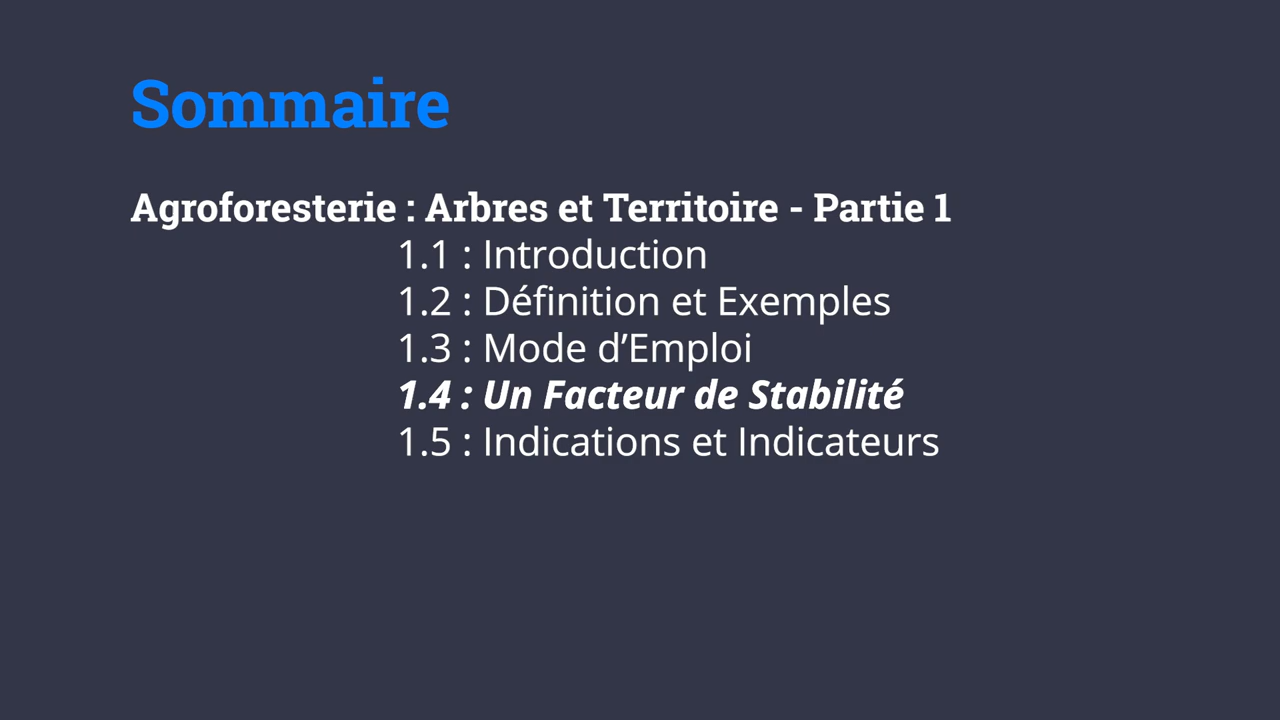 Sommaire
Agroforesterie : Arbres et Territoire - Partie 1
1.1 : Introduction
1.2 : Définition et Exemples
1.3 : Mode d’Emploi
1.4 : Un Facteur de Stabilité
1.5 : Indications et Indicateurs